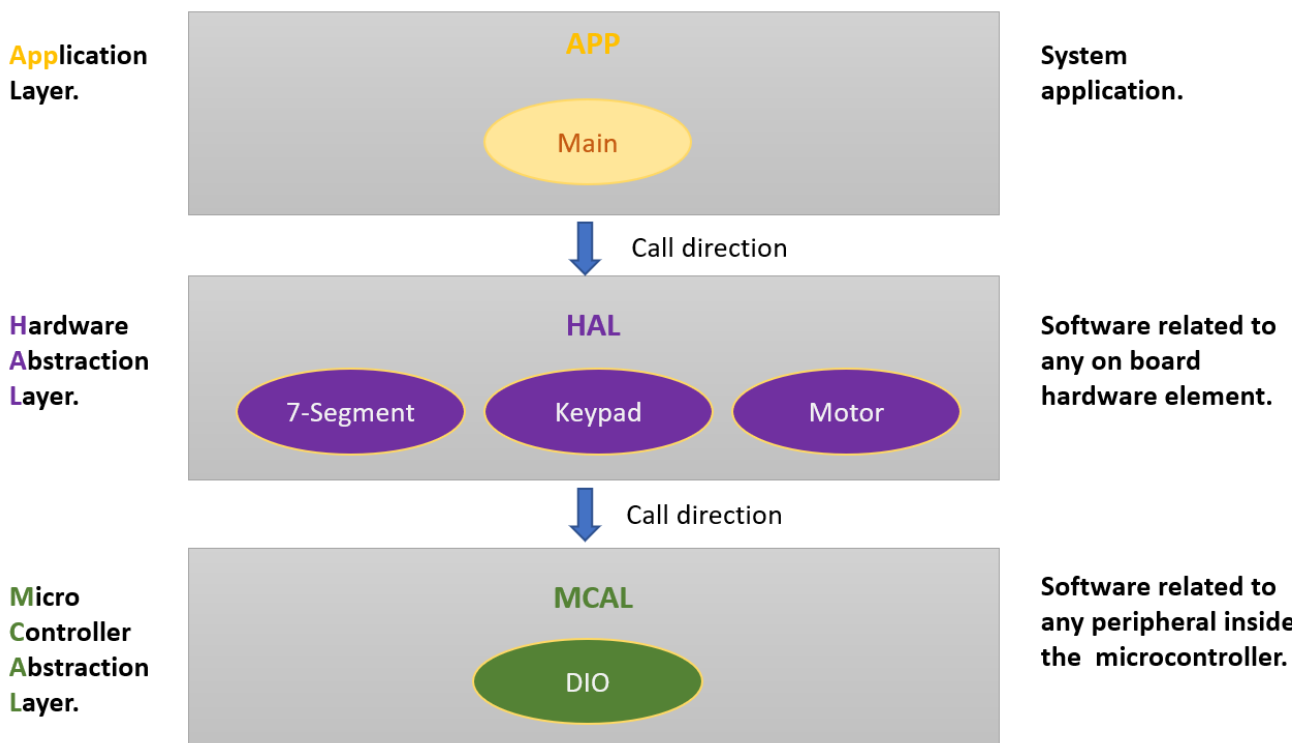 APP
Application
Layer.
System
application.
Main
Call direction
HAL
Hardware
Abstraction
Layer.
Software related to
any on board
hardware element.
7-Segment
Keypad
Motor
Call direction
MCAL
Micro
Controller
Abstraction
Layer.
Software related to
any peripheral inside
the microcontroller.
DIO